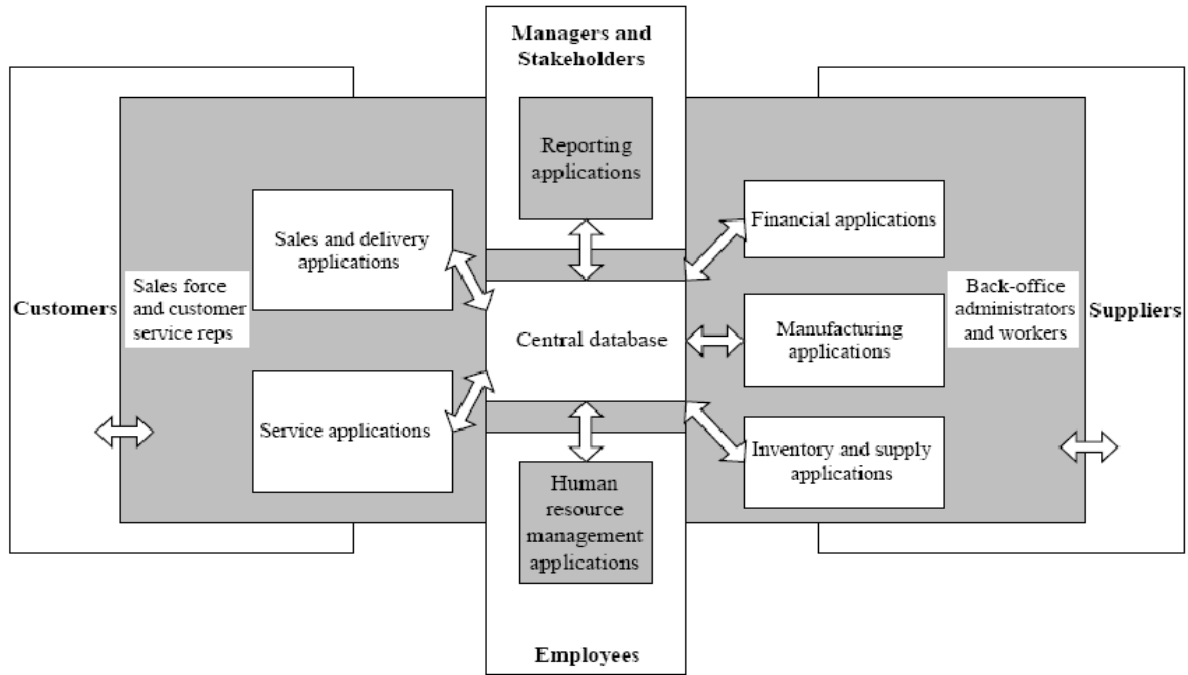 Managers and
Stakeholders
Reporting
applications
Sales and delivery
applications
Financial applications
Customers
Sales force
and customer
service reps
Central database
Manufacturing
applications
Back-office
administrators
and workers
Suppliers
Service applications
Inventory and supply
applications
Human
resource
management
applications
Employees